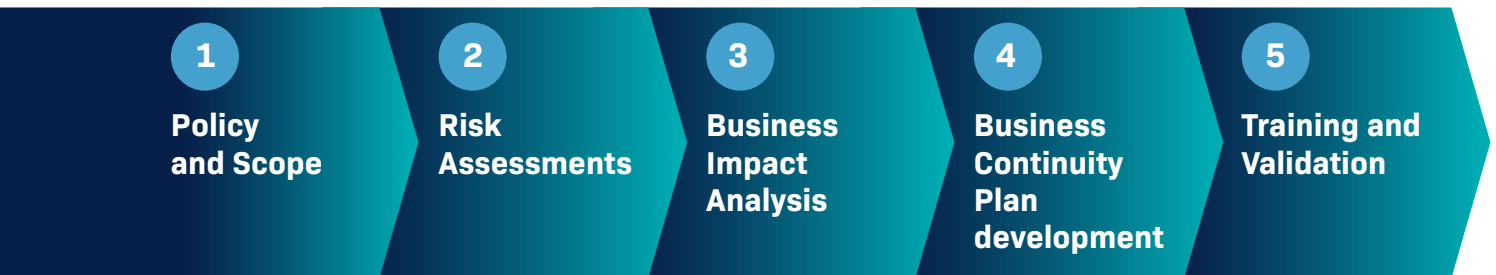 1
Policy
and Scope
2
Risk
Assessments
3
Business
Impact
Analysis
4
Business
Continuity
Plan
development
5
Training and
Validation